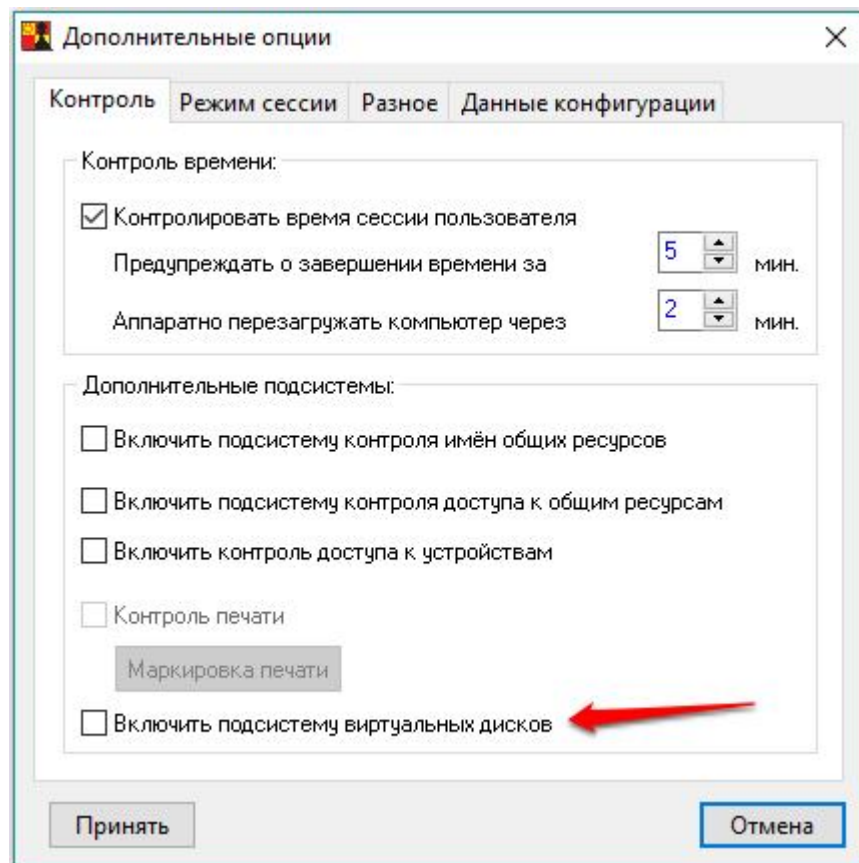 Дополнительные опции
Контроль Режим сессии Разное Данные конфигурации
Контроль времени:
Контролировать время сессии пользователя
Предупреждать о завершении времени за 5 мин.
Аппаратно перезагружать компьютер через 2 мин.
Дополнительные подсистемы:
Включить подсистему контроля имён общих ресурсов
Включить подсистему контроля доступа к общим ресурсам
Включить контроль доступа к устройствам
Контроль печати
Маркировка печати
Включить подсистему виртуальных дисков
Принять Отмена